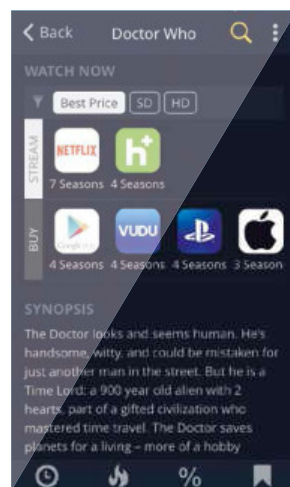 Back Doctor Who
WATCH NOW
Best Price SD HD
STREAM
NETFLIX h+
7 Seasons 4 Seasons
BUY
Google play VUDU
4 Seasons 4 Seasons 4 Seasons 3 Season
SYNOPSIS
The Doctor looks and seems human. He's
handsome, witty, and could be mistaken for
just another man in the street. But he is a
Time Lord: a 900 year old alien with 2
hearts, part of a gifted civilization who
mastered time travel. The Doctor saves
planets for a living – more of a hobby
%